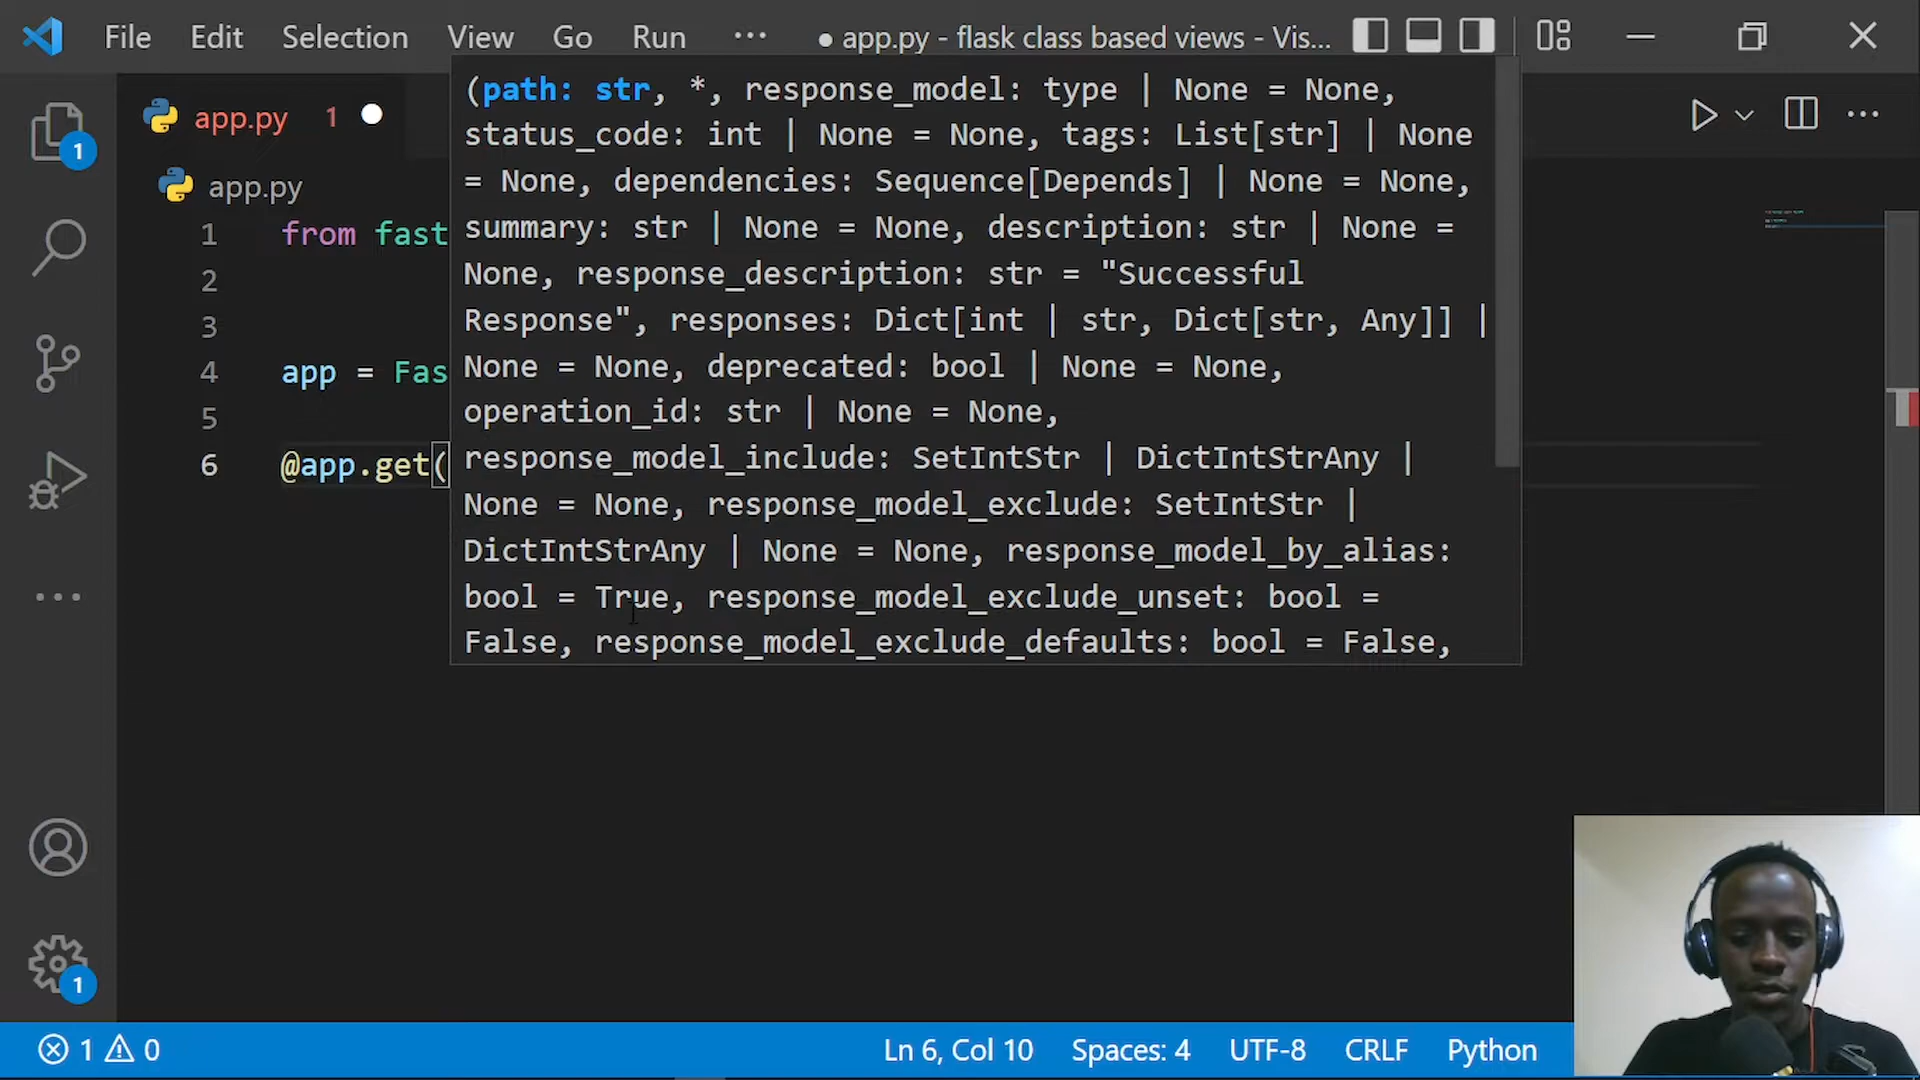 File Edit Selection View Go Run ··· ● app.py - flask class based views - Vis...
app.py 1
app.py
1 from fast
2
3
4 app = Fas
5
6 @app.get(
(path: str, *, response_model: type | None = None,
status_code: int | None = None, tags: List[str] | None
= None, dependencies: Sequence[Depends] | None = None,
summary: str | None = None, description: str | None =
None, response_description: str = "Successful
Response", responses: Dict[int | str, Dict[str, Any]] |
None = None, deprecated: bool | None = None,
operation_id: str | None = None,
response_model_include: SetIntStr | DictIntStrAny |
None = None, response_model_exclude: SetIntStr |
DictIntStrAny | None = None, response_model_by_alias:
bool = True, response_model_exclude_unset: bool =
False, response_model_exclude_defaults: bool = False,
1
1
1 0 Ln 6, Col 10 Spaces: 4 UTF-8 CRLF Python